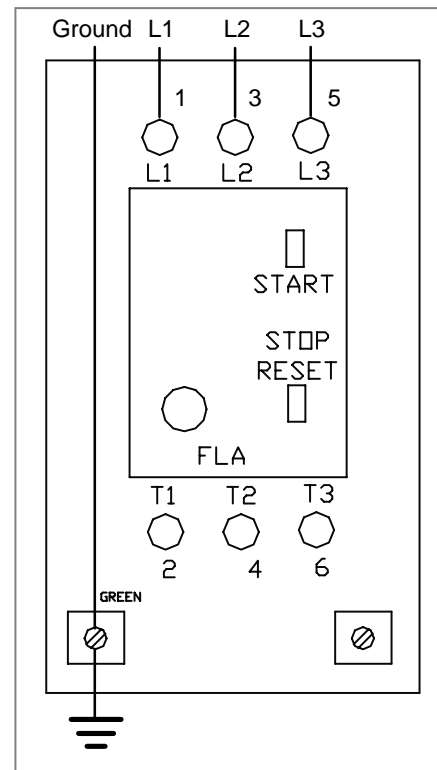 Ground L1 L2 L3
1 3 5
L1 L2 L3
START
STOP
RESET
FLA
T1 T2 T3
2 4 6
GREEN